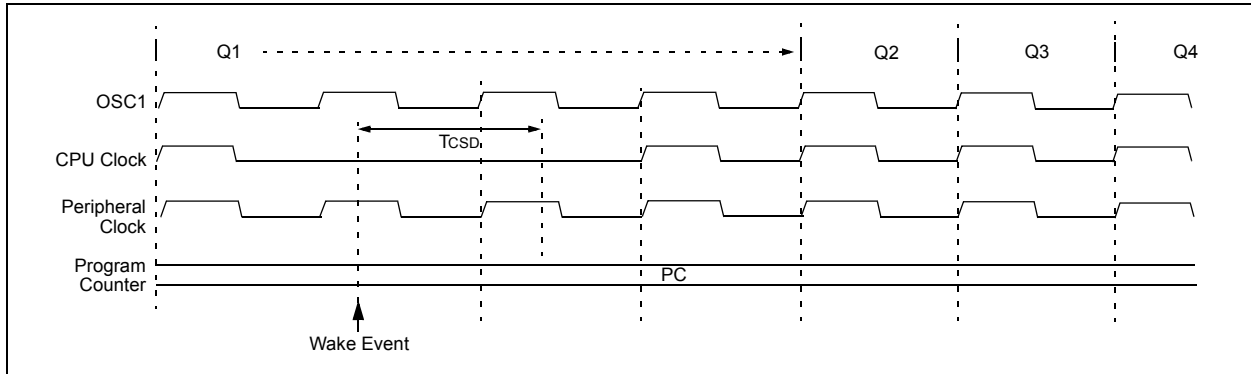 Q1 Q2 Q3 Q4
OSC1
TCSD
CPU Clock
Peripheral
Clock
Program
Counter
PC
Wake Event